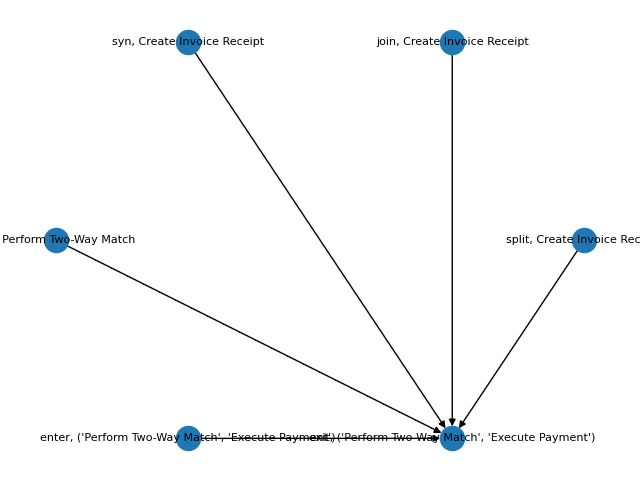 syn, Create Invoice Receipt
join, Create Invoice Receipt
Perform Two-Way Match
split, Create Invoice Rec
enter, ('Perform Two-Way Match', 'Execute Payment')
exit, ('Perform Two-Way Match', 'Execute Payment')